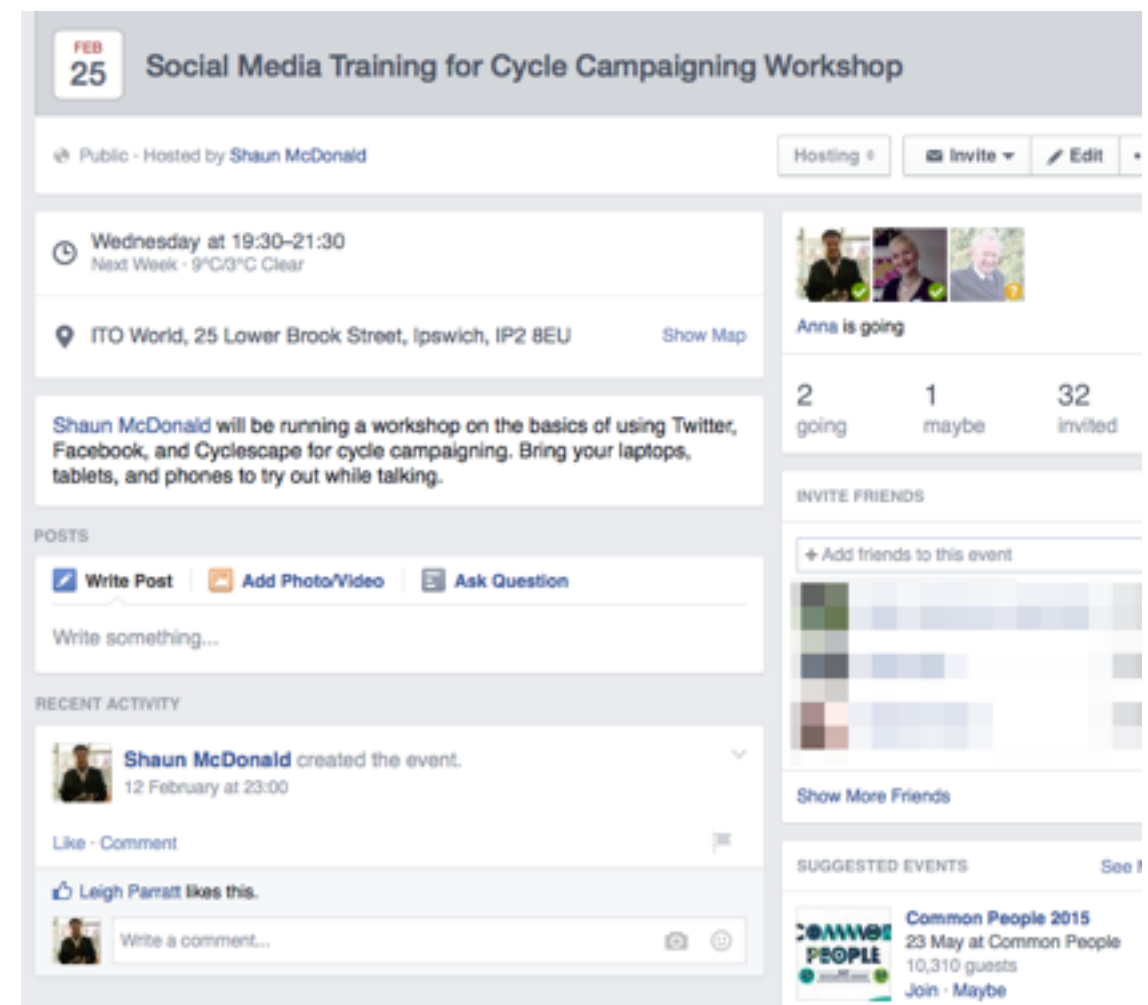 FEB
25
Social Media Training for Cycle Campaigning Workshop
Public - Hosted by Shaun McDonald
Hosting
Invite
Edit
Wednesday at 19:30–21:30
Next Week · 9°C/3°C Clear
ITO World, 25 Lower Brook Street, Ipswich, IP2 8EU
Show Map
Shaun McDonald will be running a workshop on the basics of using Twitter,
Facebook, and Cyclescape for cycle campaigning. Bring your laptops,
tablets, and phones to try out while talking.
POSTS
Write Post
Add Photo/Video
Ask Question
Write something...
RECENT ACTIVITY
Shaun McDonald created the event.
12 February at 23:00
Like · Comment
Leigh Parratt likes this.
Write a comment...
?
Anna is going
2 1 32
going maybe invited
INVITE FRIENDS
+ Add friends to this event
Show More Friends
SUGGESTED EVENTS
See
COMMON
PEOPLE
Common People 2015
23 May at Common People
10,310 guests
Join · Maybe